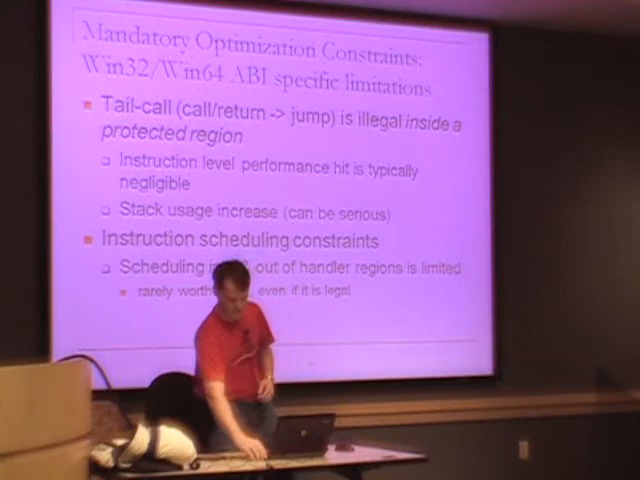 Mandatory Optimization Constraints:
Win32/Win64 ABI specific limitations
Tail-call (call/return -> jump) is illegal inside a
protected region
Instruction level performance hit is typically
negligible
Stack usage increase (can be serious)
Instruction scheduling constraints
Scheduling out of handler regions is limited
rarely worth even if it is legal